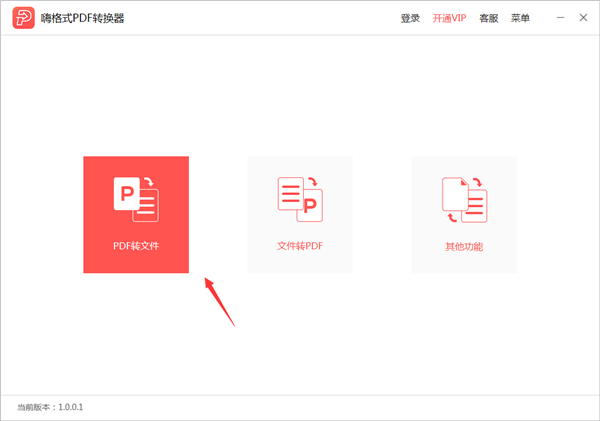 嗨格式PDF转换器
登录 开通VIP 客服 菜单
P P
PDF转文件 文件转PDF 其他功能
当前版本：1.0.0.1